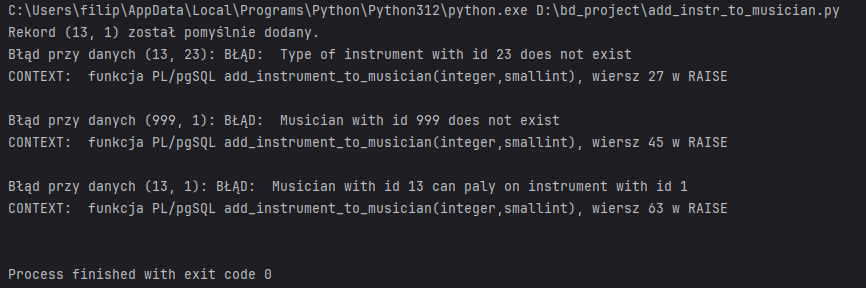 C:\Users\filip\AppData\Local\Programs\Python\Python312\python.exe D:\bd_project\add_instr_to_musician.py
Rekord (13, 1) został pomyślnie dodany.
Błąd przy danych (13, 23): BŁĄD:  Type of instrument with id 23 does not exist
CONTEXT:  funkcja PL/pgSQL add_instrument_to_musician(integer,smallint), wiersz 27 w RAISE
Błąd przy danych (999, 1): BŁĄD:  Musician with id 999 does not exist
CONTEXT:  funkcja PL/pgSQL add_instrument_to_musician(integer,smallint), wiersz 45 w RAISE
Błąd przy danych (13, 1): BŁĄD:  Musician with id 13 can paly on instrument with id 1
CONTEXT:  funkcja PL/pgSQL add_instrument_to_musician(integer,smallint), wiersz 63 w RAISE
Process finished with exit code 0